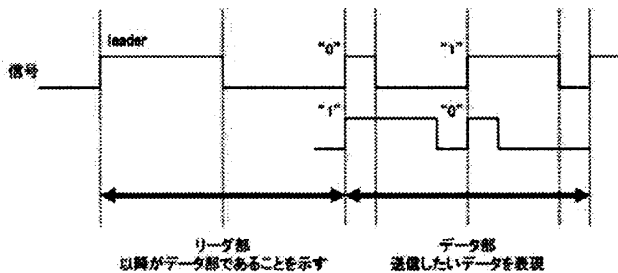 leader
"0"
"1"
信号
"1"
"0"
リーダ部
以降がデータ部であることを示す
データ部
送信したいデータを表現